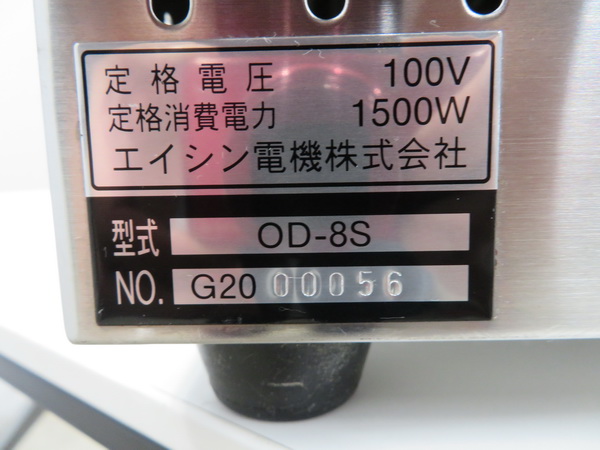 定格電圧 100V
定格消費電力 1500W
エイシン電機株式会社
型式 OD-8S
NO. G20 00056